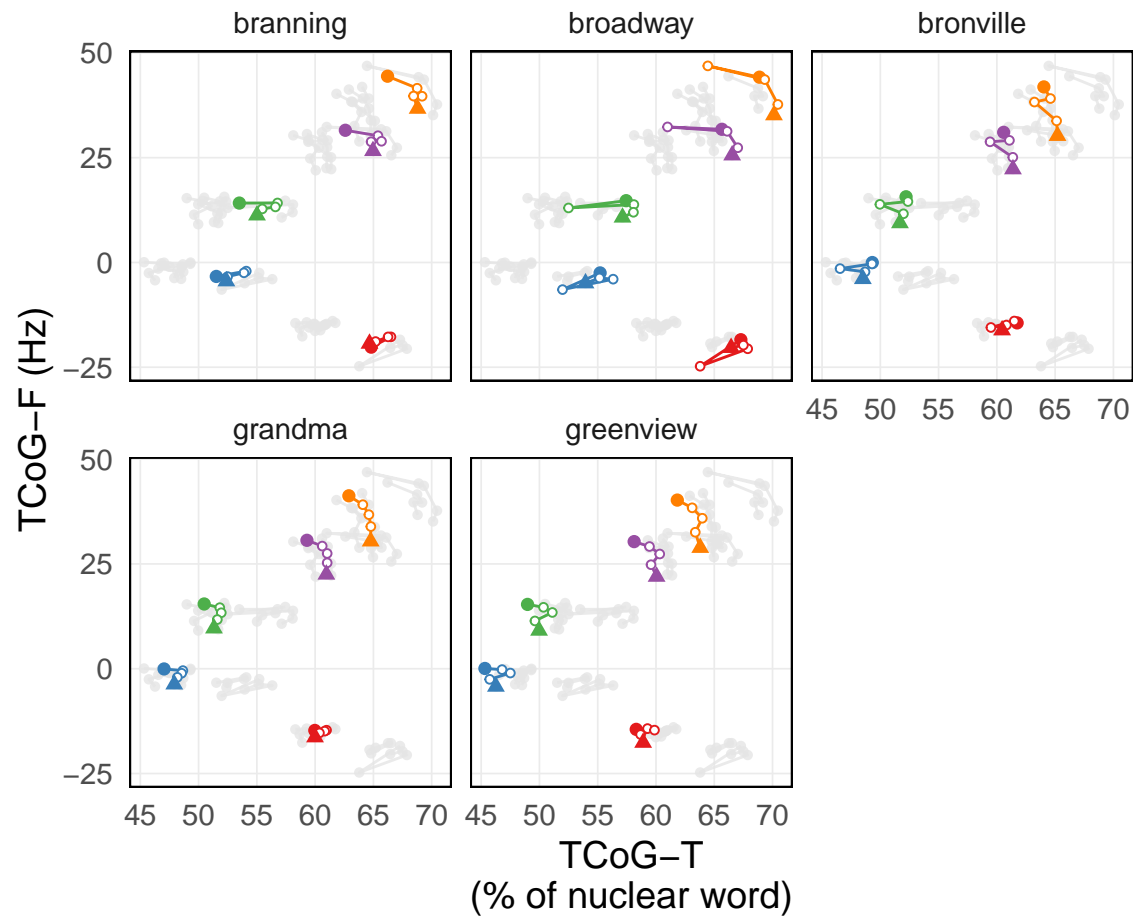 branning
broadway
bronville
50
25
0
−25
45 50 55 60 65 70
TCoG−F (Hz)
grandma
greenview
50
25
0
−25
45 50 55 60 65 70
45 50 55 60 65 70
TCoG−T
(% of nuclear word)